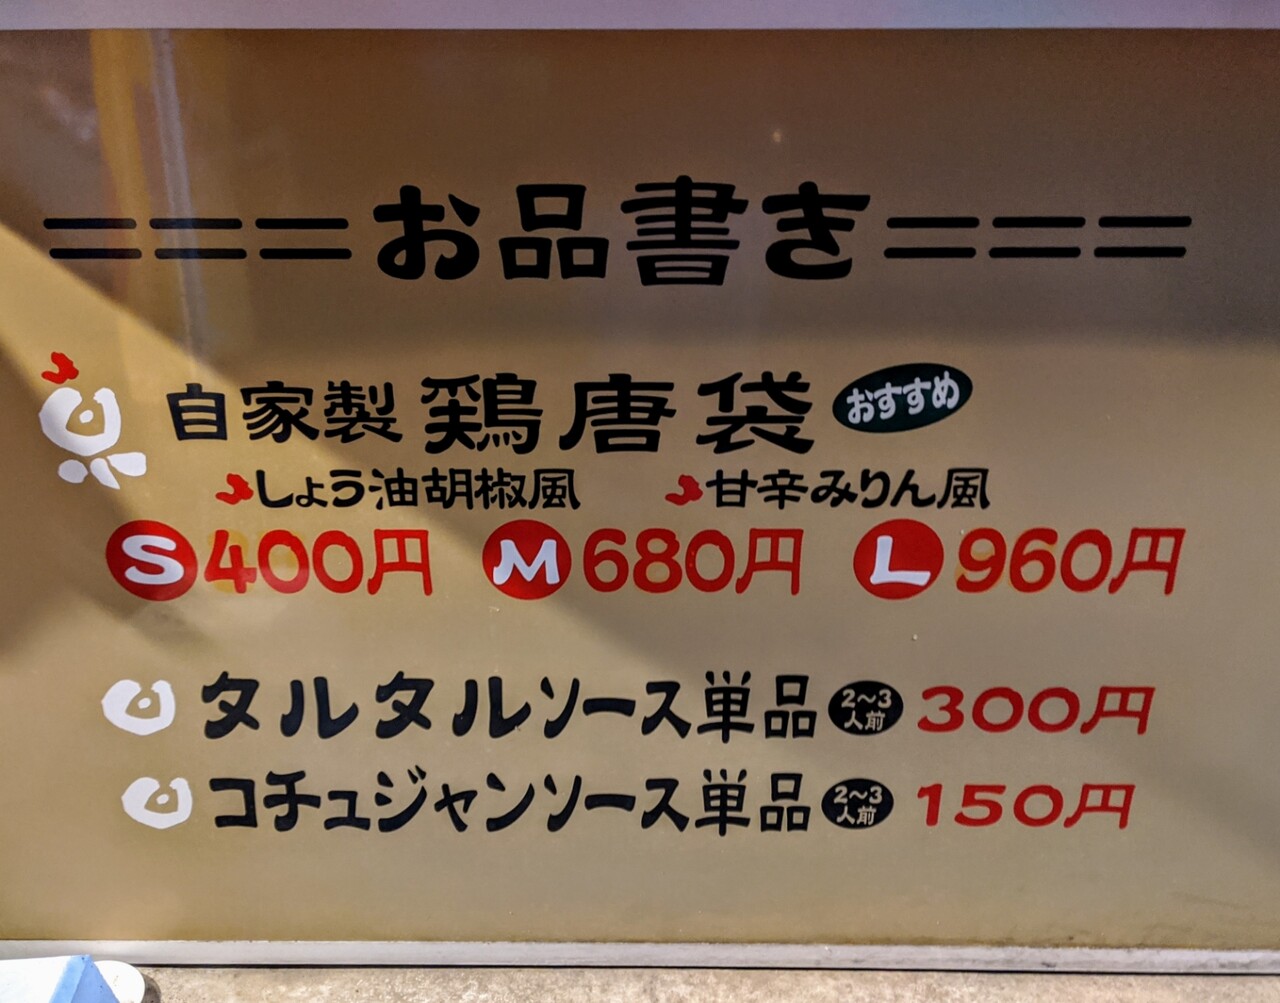 ===お品書き===
自家製 鶏唐袋 おすすめ
しょう油胡椒風 甘辛みりん風
S 400円 M 680円 L 960円
タルタルソース単品 2〜3人前 300円
コチュジャンソース単品 2〜3人前 150円